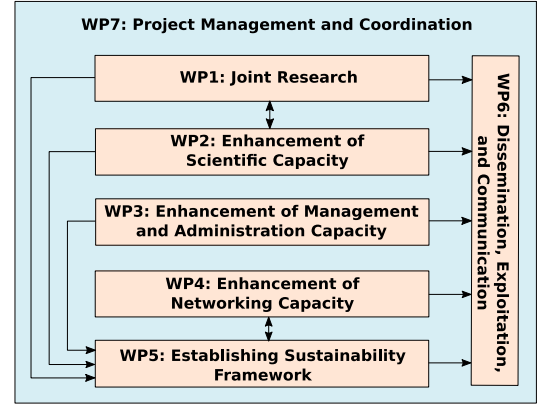 WP7: Project Management and Coordination
WP1: Joint Research
WP2: Enhancement of
Scientific Capacity
WP3: Enhancement of Management
and Administration Capacity
WP4: Enhancement of
Networking Capacity
WP5: Establishing Sustainability
Framework
WP6: Dissemination, Exploitation,
and Communication